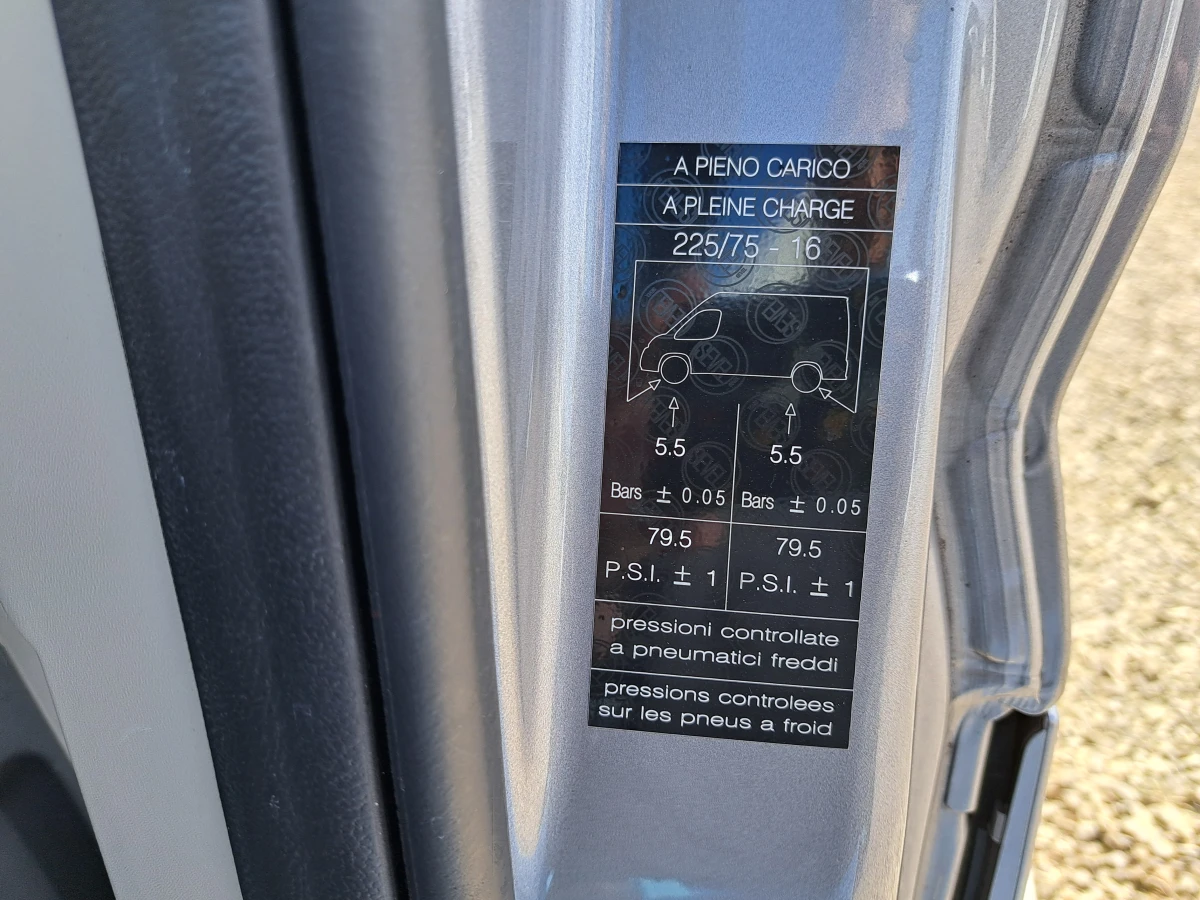 A PIENO CARICO
A PLEINE CHARGE
225/75 - 16
5.5 5.5
Bars ± 0.05 Bars ± 0.05
79.5 79.5
P.S.I. ± 1 P.S.I. ± 1
pressioni controllate
a pneumatici freddi
pressions controlees
sur les pneus a froid